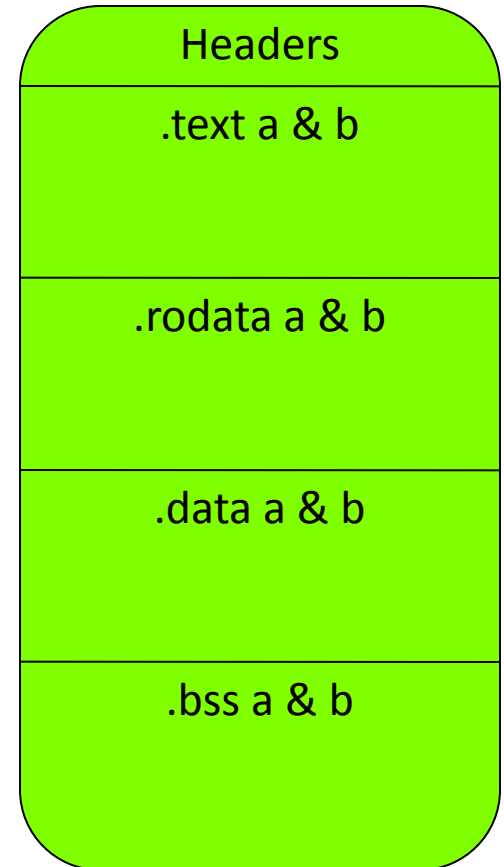 Headers
.text a & b
.rodata a & b
.data a & b
.bss a & b